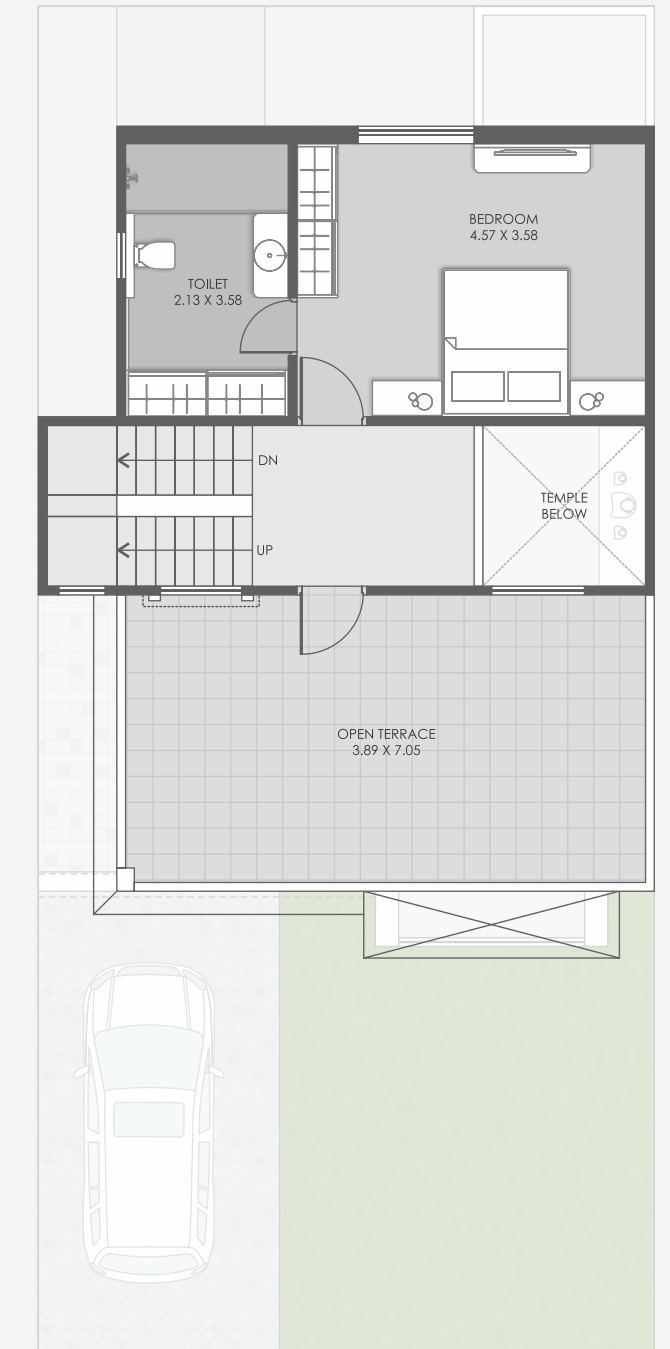 BEDROOM
4.57 X 3.58
TOILET
2.13 X 3.58
DN
TEMPLE
BELOW
UP
OPEN TERRACE
3.89 X 7.05